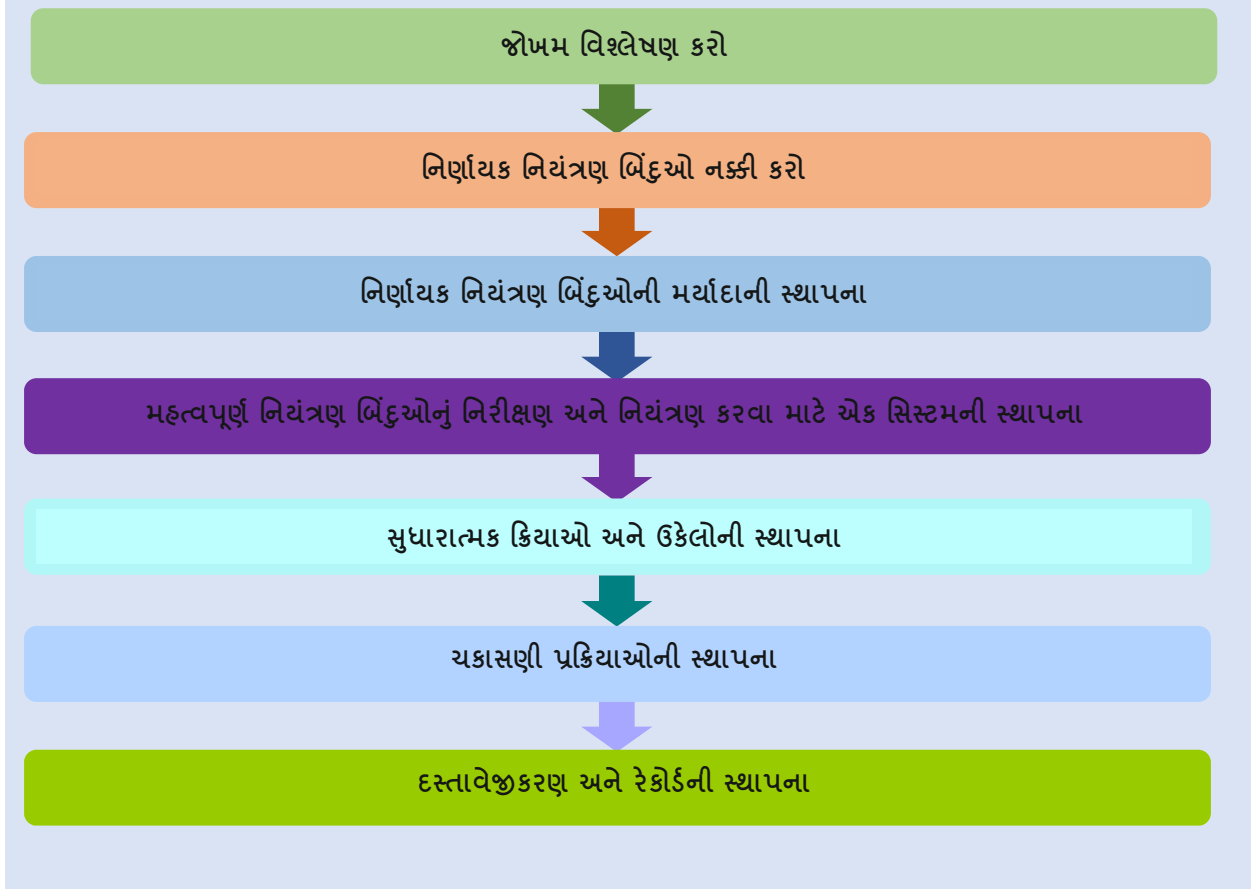 જોખમ વિશ્લેષણ કરો
નિર્ણાયક નિયંત્રણ બિંદુઓ નક્કી કરો
નિર્ણાયક નિયંત્રણ બિંદુઓની મર્યાદાની સ્થાપના
મહત્વપૂર્ણ નિયંત્રણ બિંદુઓનું નિરીક્ષણ અને નિયંત્રણ કરવા માટે એક સિસ્ટમની સ્થાપના
સુધારાત્મક ક્રિયાઓ અને ઉકેલોની સ્થાપના
ચકાસણી પ્રક્રિયાઓની સ્થાપના
દસ્તાવેજીકરણ અને રેકોર્ડની સ્થાપના